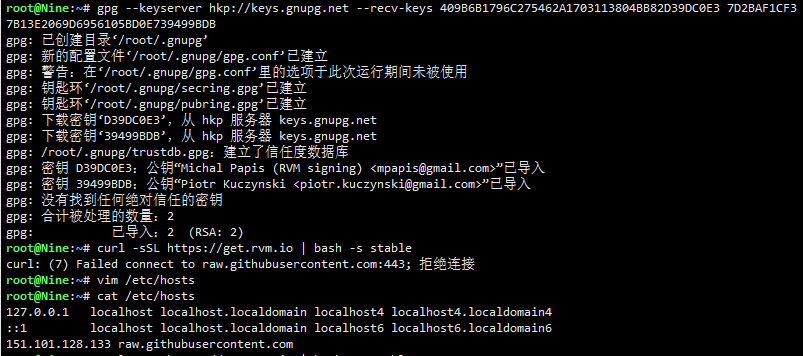 root@Nine:~# gpg --keyserver hkp://keys.gnupg.net --recv-keys 409B6B1796C275462A1703113804BB82D39DC0E3 7D2BAF1CF3
7B13E2069D6956105BD0E739499BDB
gpg: 已创建目录‘/root/.gnupg’
gpg: 新的配置文件‘/root/.gnupg/gpg.conf’已建立
gpg: 警告：在‘/root/.gnupg/gpg.conf’里的选项于此次运行期间未被使用
gpg: 钥匙环‘/root/.gnupg/secring.gpg’已建立
gpg: 钥匙环‘/root/.gnupg/pubring.gpg’已建立
gpg: 下载密钥‘D39DC0E3’，从 hkp 服务器 keys.gnupg.net
gpg: 下载密钥‘39499BDB’，从 hkp 服务器 keys.gnupg.net
gpg: /root/.gnupg/trustdb.gpg：建立了信任度数据库
gpg: 密钥 D39DC0E3：公钥“Michal Papis (RVM signing) <mpapis@gmail.com>”已导入
gpg: 密钥 39499BDB：公钥“Piotr Kuczynski <piotr.kuczynski@gmail.com>”已导入
gpg: 没有找到任何绝对信任的密钥
gpg: 合计被处理的数量：2
gpg:           已导入：2  (RSA: 2)
root@Nine:~# curl -sSL https://get.rvm.io | bash -s stable
curl: (7) Failed connect to raw.githubusercontent.com:443; 拒绝连接
root@Nine:~# vim /etc/hosts
root@Nine:~# cat /etc/hosts
127.0.0.1   localhost localhost.localdomain localhost4 localhost4.localdomain4
::1         localhost localhost.localdomain localhost6 localhost6.localdomain6
151.101.128.133 raw.githubusercontent.com